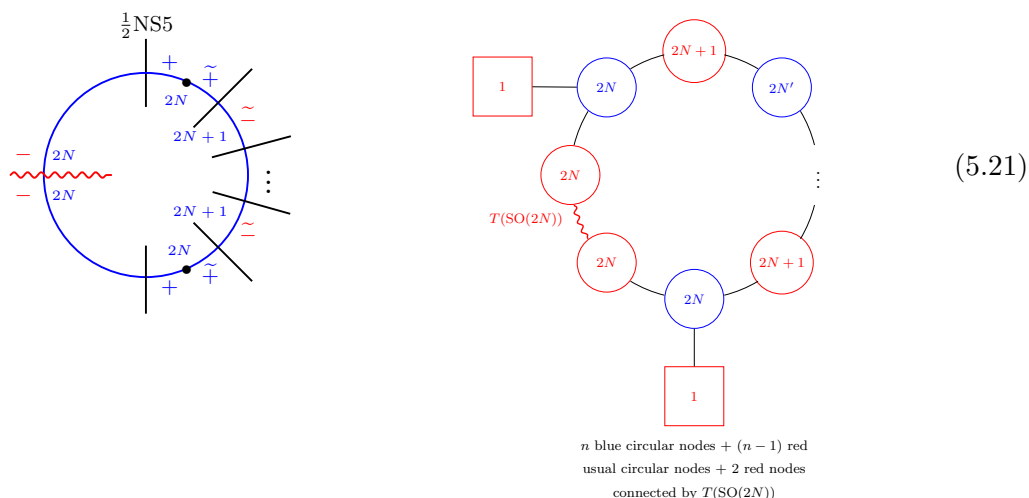 ½NS5
+
∼
+
2N
∼
−
2N + 1
−
2N
−
2N
⋮
2N + 1
∼
−
2N
∼
+
+
2N + 1
1
2N
2N′
2N
⋮
T(SO(2N))
2N
2N
2N + 1
1
n blue circular nodes + (n − 1) red
usual circular nodes + 2 red nodes
connected by T(SO(2N))
(5.21)